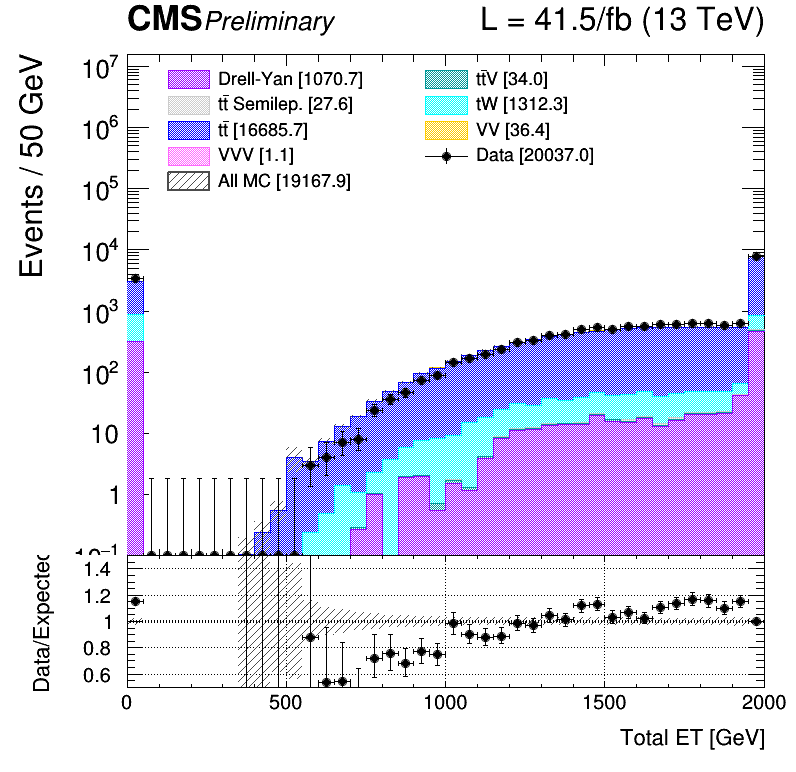 CMS Preliminary L = 41.5/fb (13 TeV)
Events / 50 GeV
10⁷
10⁶
10⁵
10⁴
10³
10²
10
1
10⁻¹
Drell-Yan [1070.7]
tt̄ Semilep. [27.6]
tt̄ [16685.7]
VVV [1.1]
All MC [19167.9]
tt̄V [34.0]
tW [1312.3]
VV [36.4]
Data [20037.0]
Data/Expected
1.4
1.2
1
0.8
0.6
0 500 1000 1500 2000
Total ET [GeV]